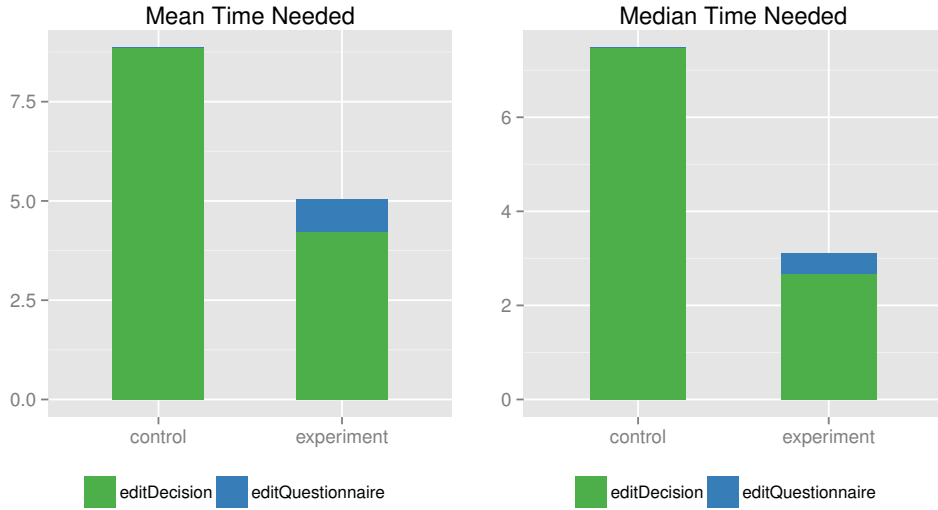 Mean Time Needed
7.5
5.0
2.5
0.0
control experiment
editDecision editQuestionnaire
Median Time Needed
6
4
2
0
control experiment
editDecision editQuestionnaire